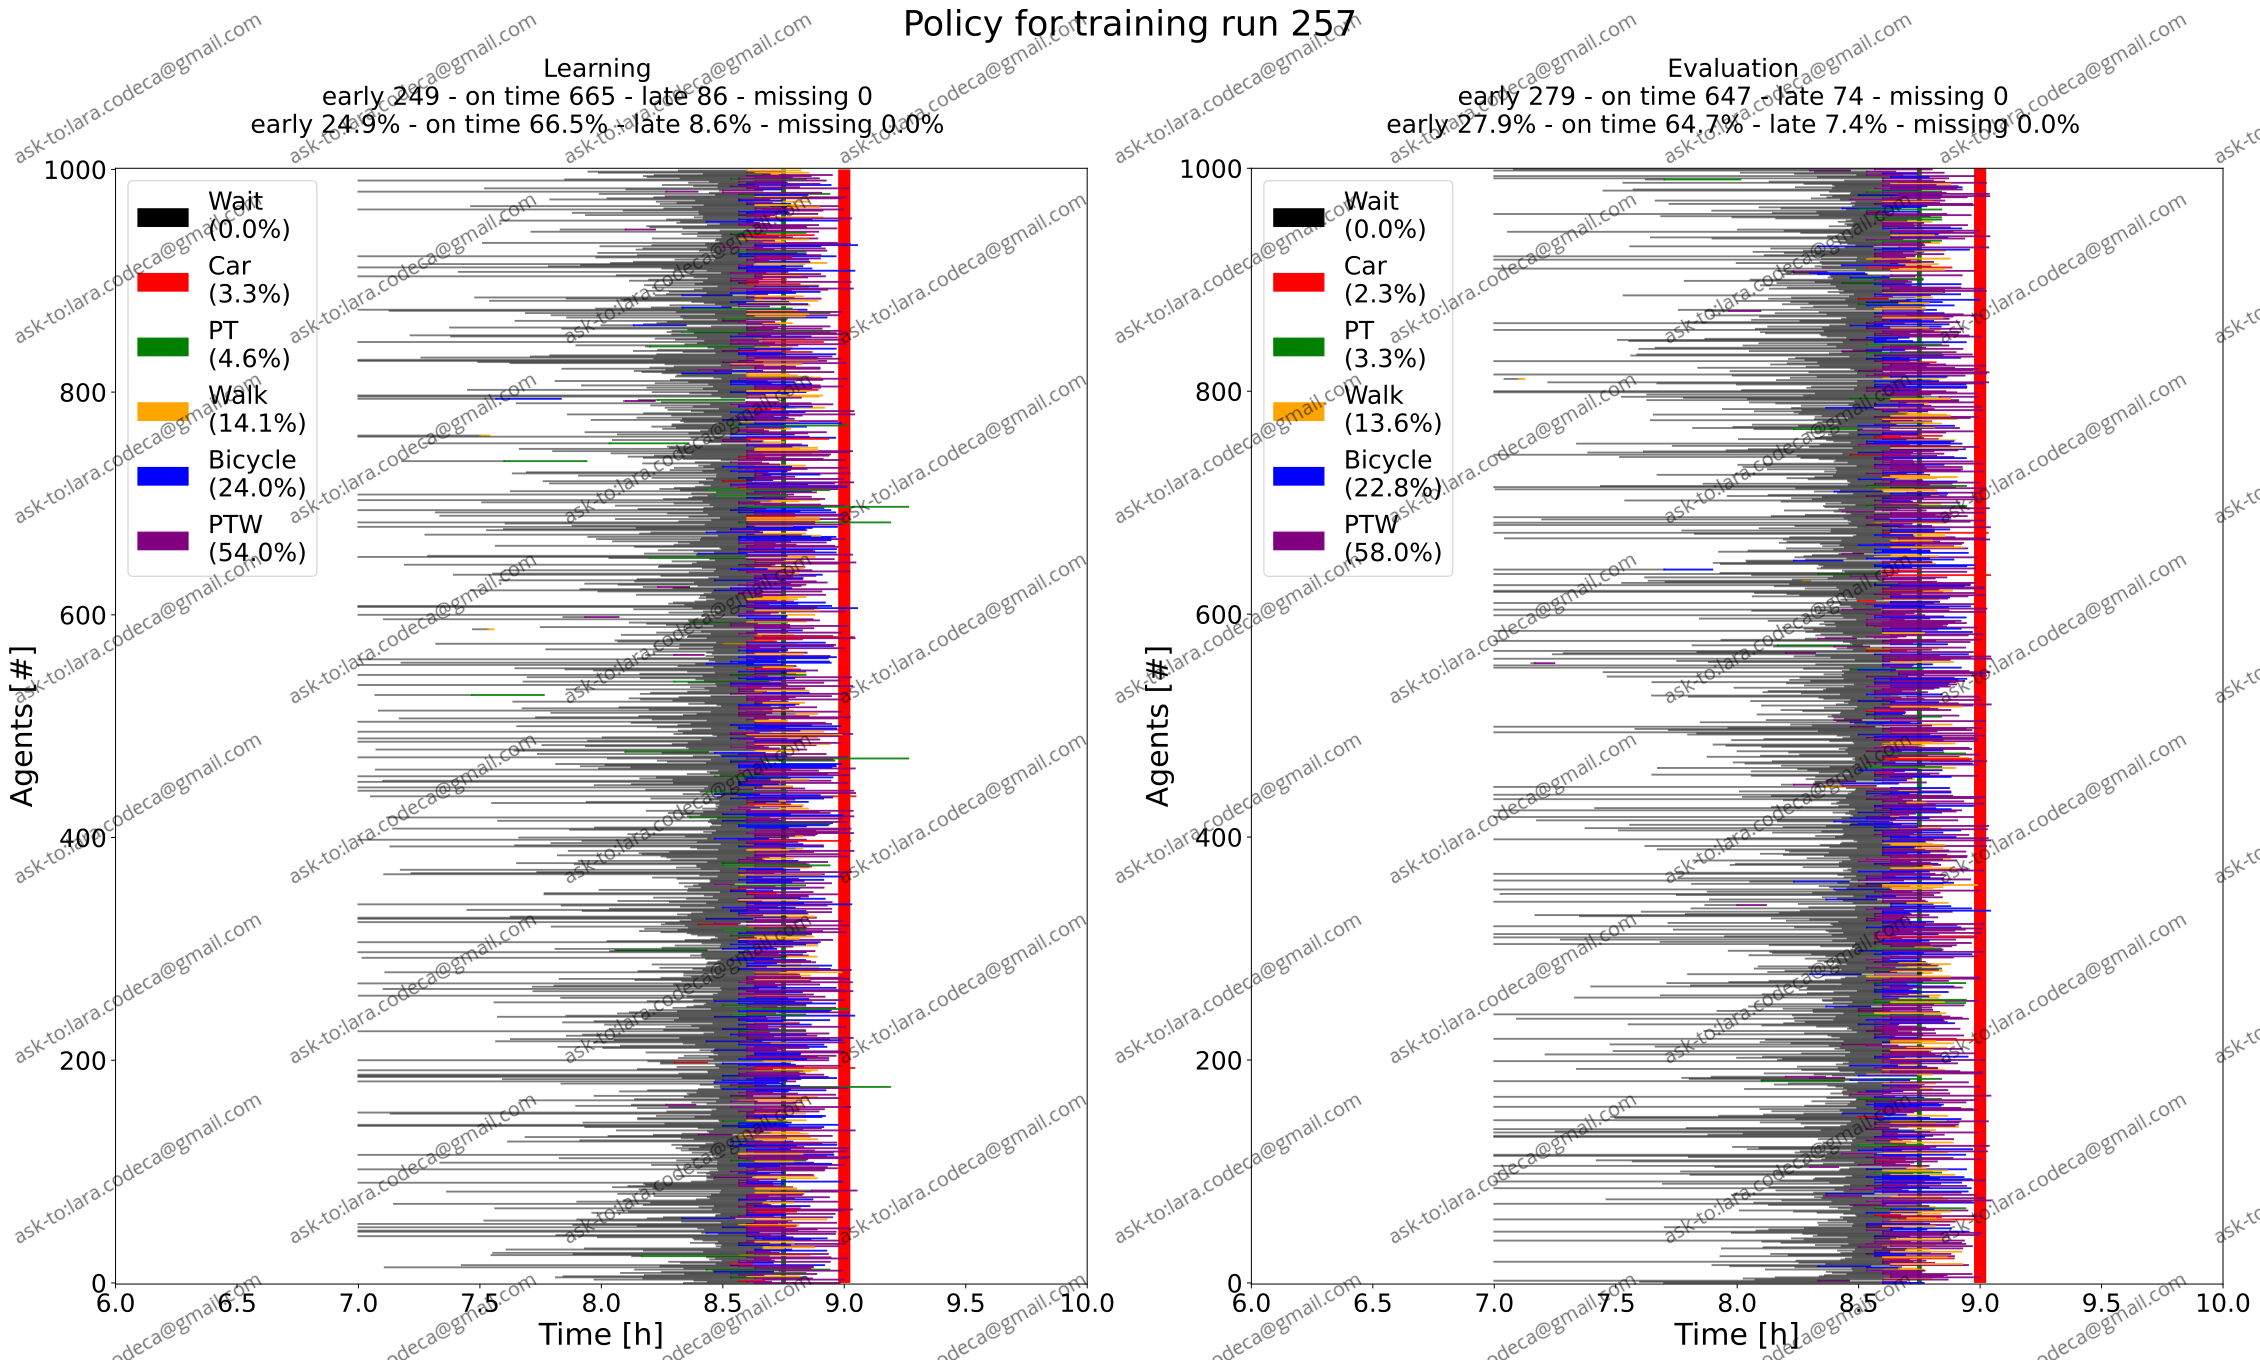 Policy for training run 257
Learning
early 249 - on time 665 - late 86 - missing 0
early 24.9% - on time 66.5% - late 8.6% - missing 0.0%
Agents [#]
1000
800
600
400
200
0
Wait
(0.0%)
Car
(3.3%)
PT
(4.6%)
Walk
(14.1%)
Bicycle
(24.0%)
PTW
(54.0%)
6.0 6.5 7.0 7.5 8.0 8.5 9.0 9.5 10.0
Time [h]
Evaluation
early 279 - on time 647 - late 74 - missing 0
early 27.9% - on time 64.7% - late 7.4% - missing 0.0%
Agents [#]
1000
800
600
400
200
0
Wait
(0.0%)
Car
(2.3%)
PT
(3.3%)
Walk
(13.6%)
Bicycle
(22.8%)
PTW
(58.0%)
6.0 6.5 7.0 7.5 8.0 8.5 9.0 9.5 10.0
Time [h]
ask-to:lara.codeca@gmail.com